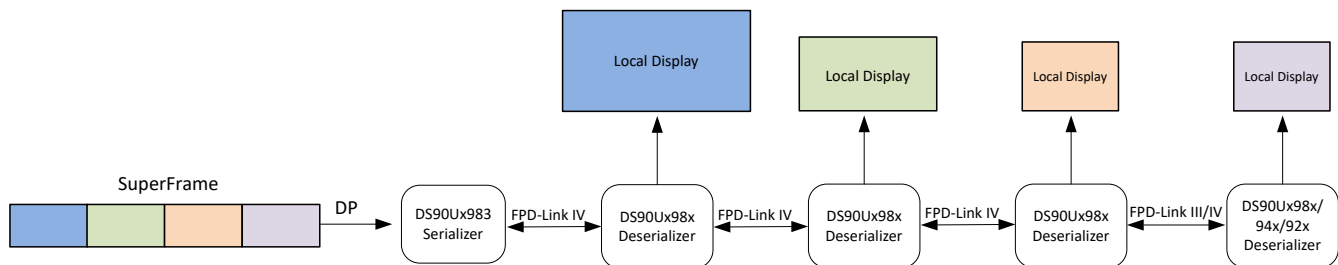 Local Display
Local Display
Local Display
Local Display
SuperFrame
DP
DS90Ux983
Serializer
FPD-Link IV
DS90Ux98x
Deserializer
FPD-Link IV
DS90Ux98x
Deserializer
FPD-Link IV
DS90Ux98x
Deserializer
FPD-Link III/IV
DS90Ux98x/
94x/92x
Deserializer